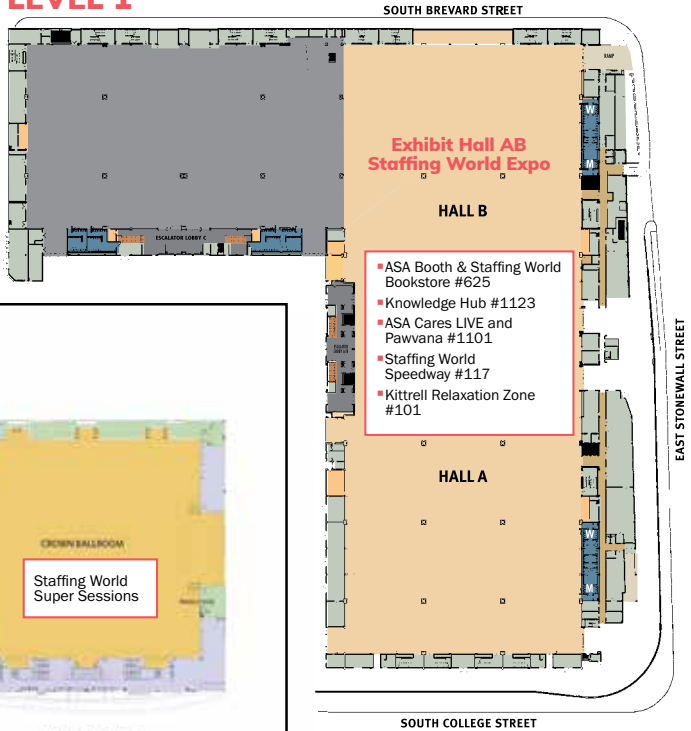 LEVEL 1
SOUTH BREVARD STREET
RAMP
W
M
Exhibit Hall AB
Staffing World Expo
HALL B
ESCALATOR LOBBY C
▪ASA Booth & Staffing World
Bookstore #625
▪Knowledge Hub #1123
▪ASA Cares LIVE and
Pawvana #1101
▪Staffing World
Speedway #117
▪Kittrell Relaxation Zone
#101
EAST STONEWALL STREET
HALL A
W
M
CROWN BALLROOM
Staffing World
Super Sessions
SOUTH COLLEGE STREET